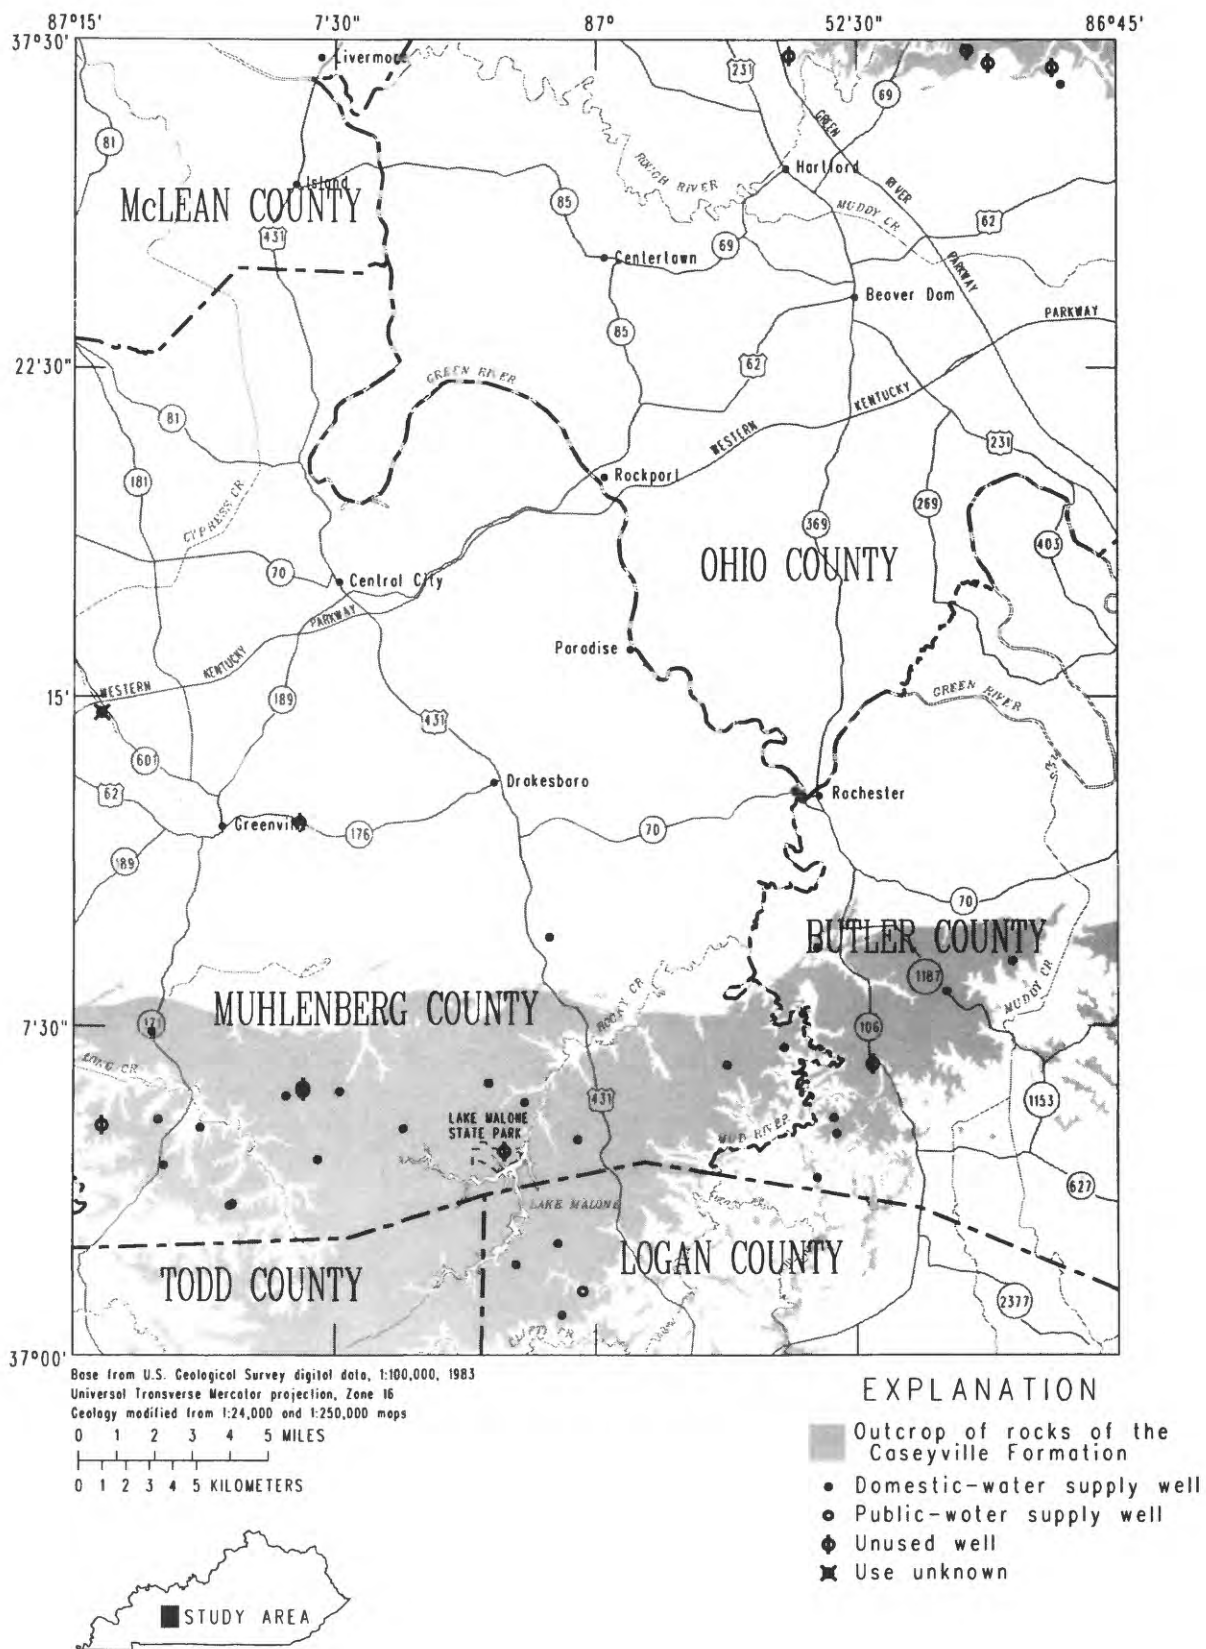 87°15'
7'30"
87°
52'30"
86°45'
37°30'
Livermore
231
69
GREEN
81
Hartford
ROUGH RIVER
Island
RIVER
McLEAN COUNTY
85
MUDDY CR
62
431
69
Centertown
PARKWAY
Beaver Dam
PARKWAY
85
22'30"
62
GREEN RIVER
KENTUCKY
81
WESTERN
231
181
Rockport
269
CYPRESS CR
369
403
OHIO COUNTY
70
Central City
PARKWAY
Paradise
KENTUCKY
15'
WESTERN
189
GREEN RIVER
431
601
62
Drakesboro
Rochester
Greenville
176
70
189
70
BUTLER COUNTY
1187
MUDDY CR
MUHLENBERG COUNTY
ROCKY CR
7'30"
171
106
LONG CR
1153
431
LAKE MALONE
STATE PARK
MUD RIVER
627
LAKE MALONE
LOGAN COUNTY
TODD COUNTY
2377
CLIFTY CR
37°00'
Base from U.S. Geological Survey digital data, 1:100,000, 1983
Universal Transverse Mercator projection, Zone 16
Geology modified from 1:24,000 and 1:250,000 maps
0 1 2 3 4 5 MILES
0 1 2 3 4 5 KILOMETERS
EXPLANATION
Outcrop of rocks of the
Caseyville Formation
Domestic-water supply well
Public-water supply well
Unused well
Use unknown
STUDY AREA